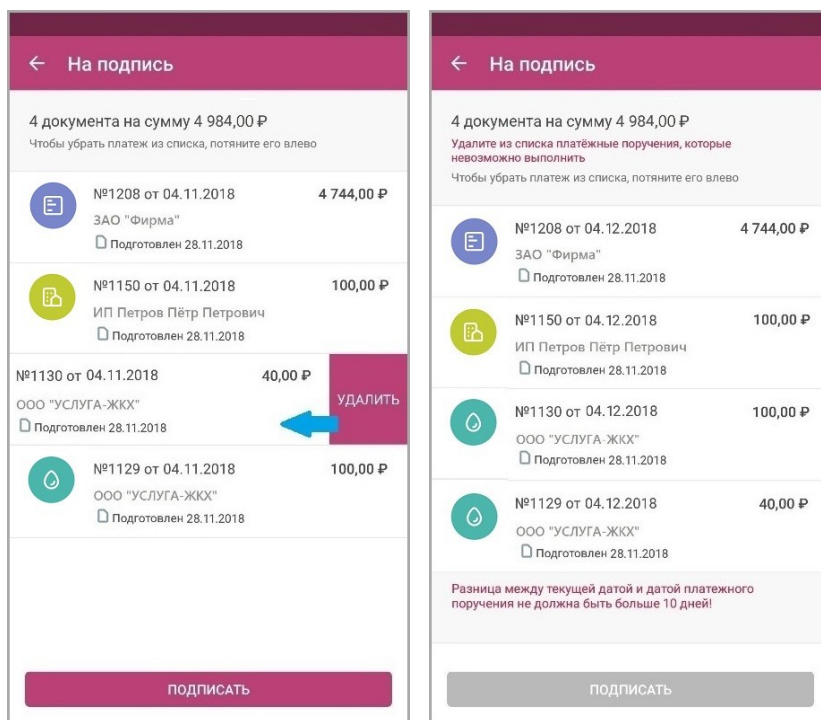 На подпись
4 документа на сумму 4 984,00 ₽
Чтобы убрать платеж из списка, потяните его влево
№1208 от 04.11.2018 4 744,00 ₽
ЗАО "Фирма"
Подготовлен 28.11.2018
№1150 от 04.11.2018 100,00 ₽
ИП Петров Пётр Петрович
Подготовлен 28.11.2018
№1130 от 04.11.2018 40,00 ₽
ООО "УСЛУГА-ЖКХ"
Подготовлен 28.11.2018
УДАЛИТЬ
№1129 от 04.11.2018 100,00 ₽
ООО "УСЛУГА-ЖКХ"
Подготовлен 28.11.2018
ПОДПИСАТЬ
На подпись
4 документа на сумму 4 984,00 ₽
Удалите из списка платёжные поручения, которые
невозможно выполнить
Чтобы убрать платеж из списка, потяните его влево
№1208 от 04.12.2018 4 744,00 ₽
ЗАО "Фирма"
Подготовлен 28.11.2018
№1150 от 04.12.2018 100,00 ₽
ИП Петров Пётр Петрович
Подготовлен 28.11.2018
№1130 от 04.12.2018 100,00 ₽
ООО "УСЛУГА-ЖКХ"
Подготовлен 28.11.2018
№1129 от 04.12.2018 40,00 ₽
ООО "УСЛУГА-ЖКХ"
Подготовлен 28.11.2018
Разница между текущей датой и датой платежного
поручения не должна быть больше 10 дней!
ПОДПИСАТЬ